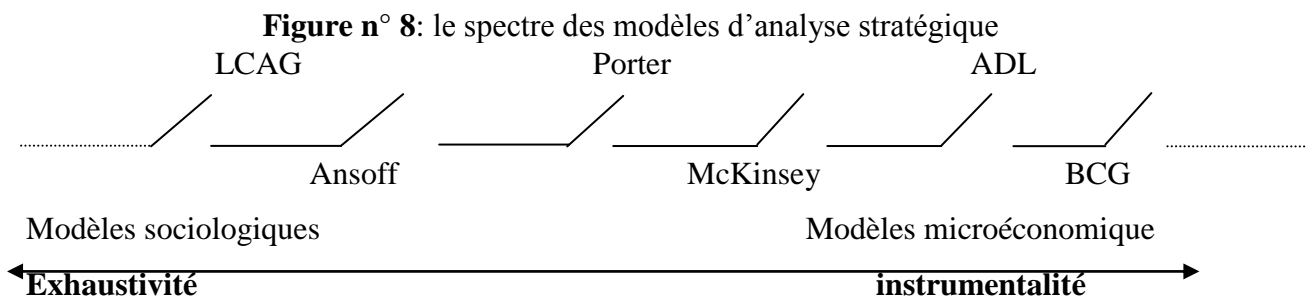 Figure n° 8: le spectre des modèles d'analyse stratégique
LCAG Porter ADL
Ansoff McKinsey BCG
Modèles sociologiques Modèles microéconomique
Exhaustivité instrumentalité